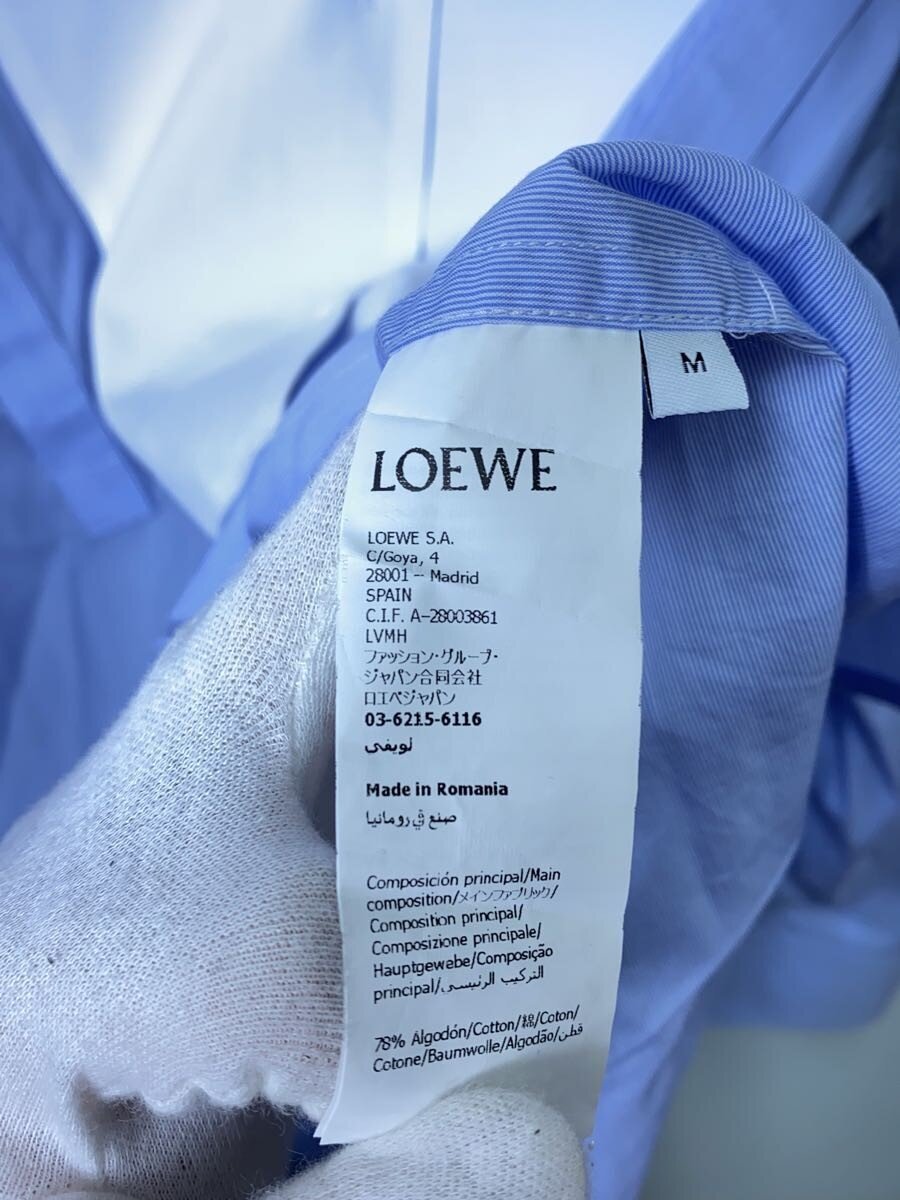 M
LOEWE
LOEWE S.A.
C/Goya, 4
28001 - Madrid
SPAIN
C.I.F. A-28003861
LVMH
ファッション・グループ・
ジャパン合同会社
ロエベジャパン
03-6215-6116
لويفي
Made in Romania
صنع في رومانيا
Composición principal/Main
composition/メインファブリック/
Composition principal/
Composizione principale/
Hauptgewebe/Composição
principal/التركيب الرئيسي
78% Algodón/Cotton/綿/Coton/
Cotone/Baumwolle/Algodão/قطن